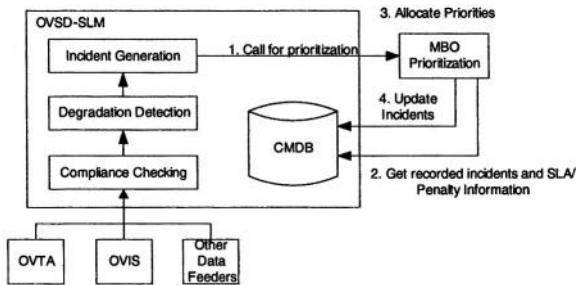 OVSD-SLM
3. Allocate Priorities
Incident Generation
1. Call for prioritization
MBO
Prioritization
Degradation Detection
4. Update
Incidents
CMDB
Compliance Checking
2. Get recorded incidents and SLA/
Penalty Information
OVTA
OVIS
Other
Data
Feeders